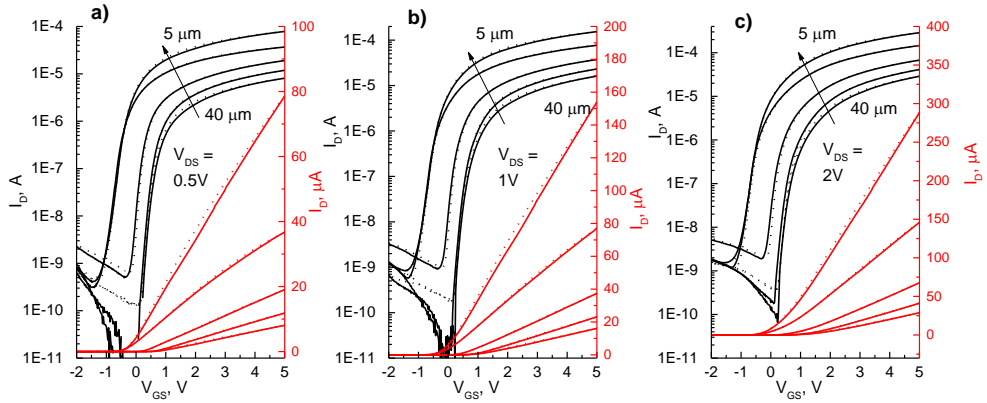 a)
5 μm
40 μm
V_DS =
0.5V
1E-4
1E-5
1E-6
1E-7
1E-8
1E-9
1E-10
1E-11
I_D, A
-2 -1 0 1 2 3 4 5
V_GS, V
100
80
60
40
20
0
I_D, μA
b)
5 μm
40 μm
V_DS =
1V
1E-4
1E-5
1E-6
1E-7
1E-8
1E-9
1E-10
1E-11
I_D, A
-2 -1 0 1 2 3 4 5
V_GS, V
200
180
160
140
120
100
80
60
40
20
0
I_D, μA
c)
5 μm
40 μm
V_DS =
2V
1E-4
1E-5
1E-6
1E-7
1E-8
1E-9
1E-10
1E-11
I_D, A
-2 -1 0 1 2 3 4 5
V_GS, V
400
350
300
250
200
150
100
50
0
I_D, μA